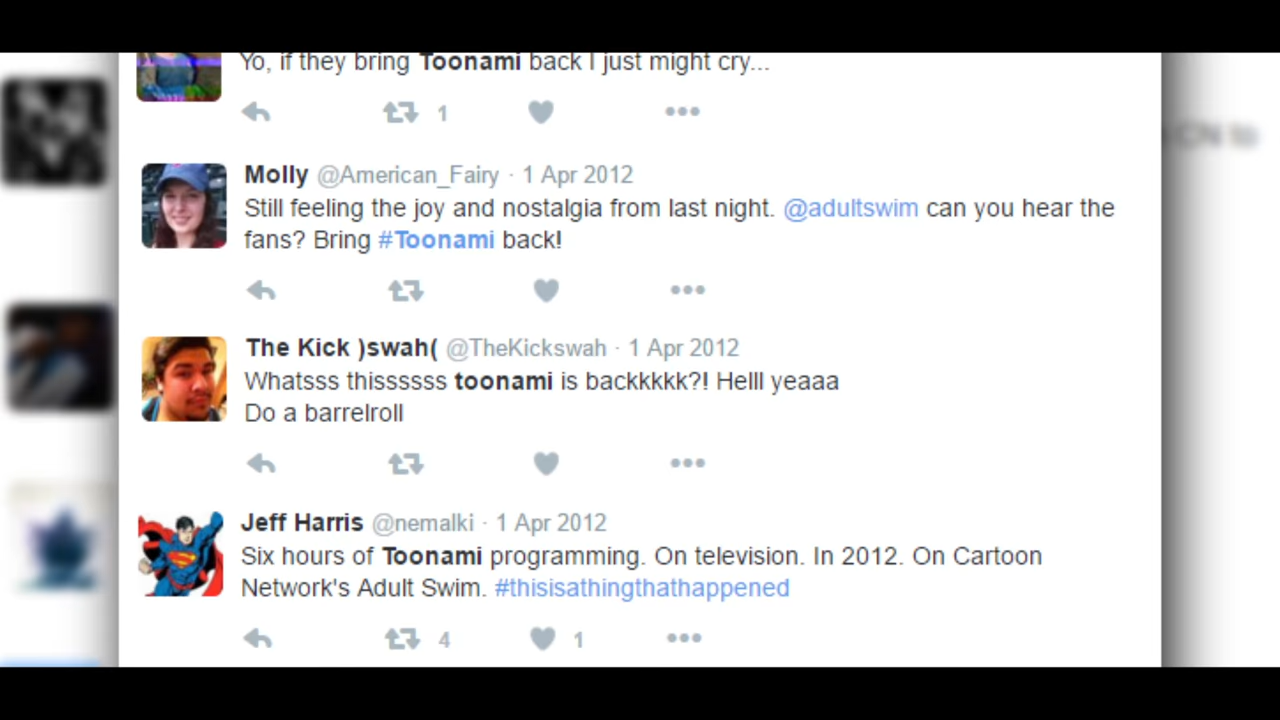 Yo, if they bring Toonami back I just might cry...
1
Molly @American_Fairy · 1 Apr 2012
Still feeling the joy and nostalgia from last night. @adultswim can you hear the
fans? Bring #Toonami back!
The Kick )swah( @TheKickswah · 1 Apr 2012
Whatsss thissssss toonami is backkkkk?! Helll yeaaa
Do a barrelroll
Jeff Harris @nemalki · 1 Apr 2012
Six hours of Toonami programming. On television. In 2012. On Cartoon
Network's Adult Swim. #thisisathingthathappened
4 1
CN to